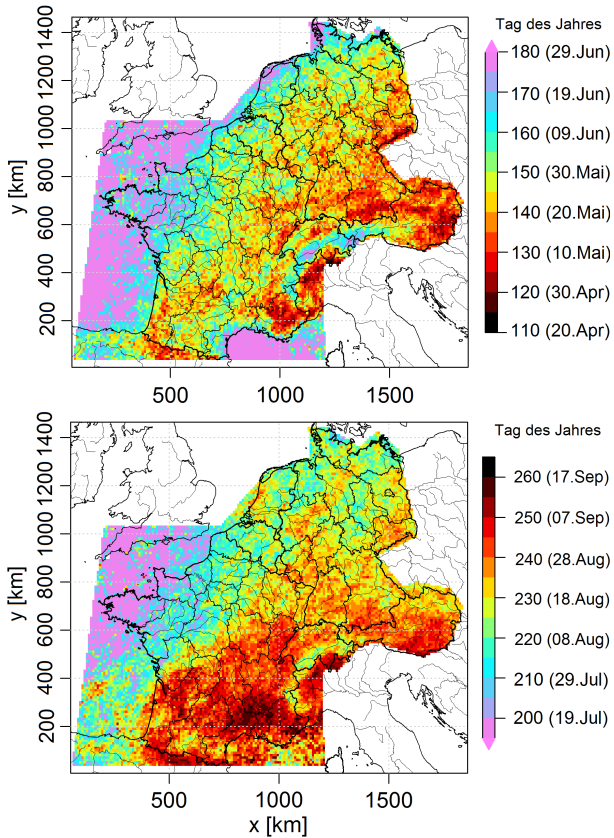 Tag des Jahres
180 (29.Jun)
170 (19.Jun)
160 (09.Jun)
150 (30.Mai)
140 (20.Mai)
130 (10.Mai)
120 (30.Apr)
110 (20.Apr)
y [km]
1400
1200
1000
800
600
400
200
500 1000 1500
Tag des Jahres
260 (17.Sep)
250 (07.Sep)
240 (28.Aug)
230 (18.Aug)
220 (08.Aug)
210 (29.Jul)
200 (19.Jul)
y [km]
1400
1200
1000
800
600
400
200
500 1000 1500
x [km]